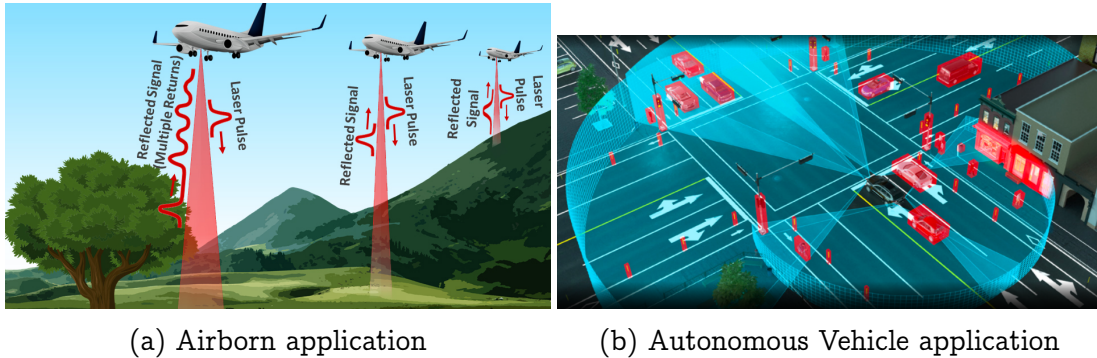 Reflected Signal
(Multiple Returns)
Laser Pulse
Reflected Signal
Laser Pulse
Reflected
Signal
Laser
Pulse
(a) Airborn application
(b) Autonomous Vehicle application